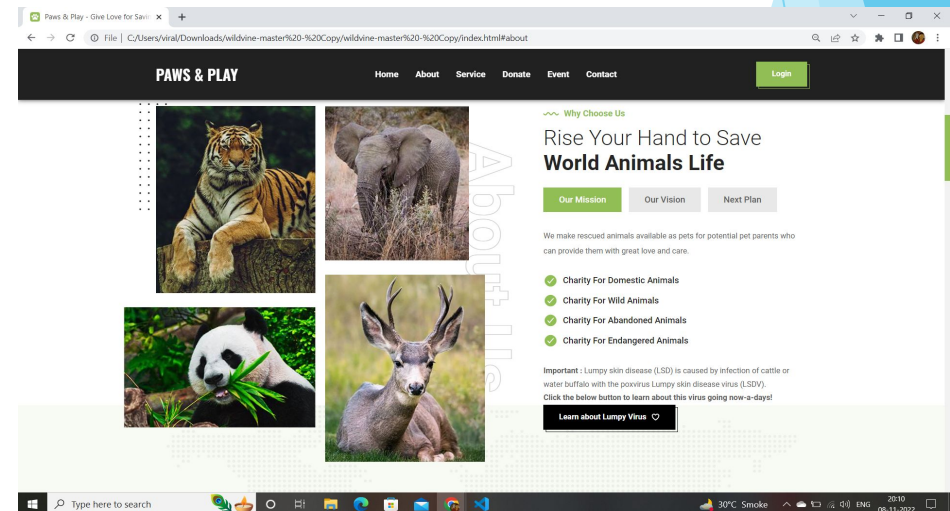 Paws & Play - Give Love for Savin
File | C:/Users/viral/Downloads/wildvine-master%20-%20Copy/wildvine-master%20-%20Copy/index.html#about
PAWS & PLAY
Home About Service Donate Event Contact
Login
About Us
Why Choose Us
Rise Your Hand to Save
World Animals Life
Our Mission Our Vision Next Plan
We make rescued animals available as pets for potential pet parents who
can provide them with great love and care.
Charity For Domestic Animals
Charity For Wild Animals
Charity For Abandoned Animals
Charity For Endangered Animals
Important : Lumpy skin disease (LSD) is caused by infection of cattle or
water buffalo with the poxvirus Lumpy skin disease virus (LSDV).
Click the below button to learn about this virus going now-a-days!
Learn about Lumpy Virus
Type here to search
30°C Smoke
ENG
20:10
08-11-2022